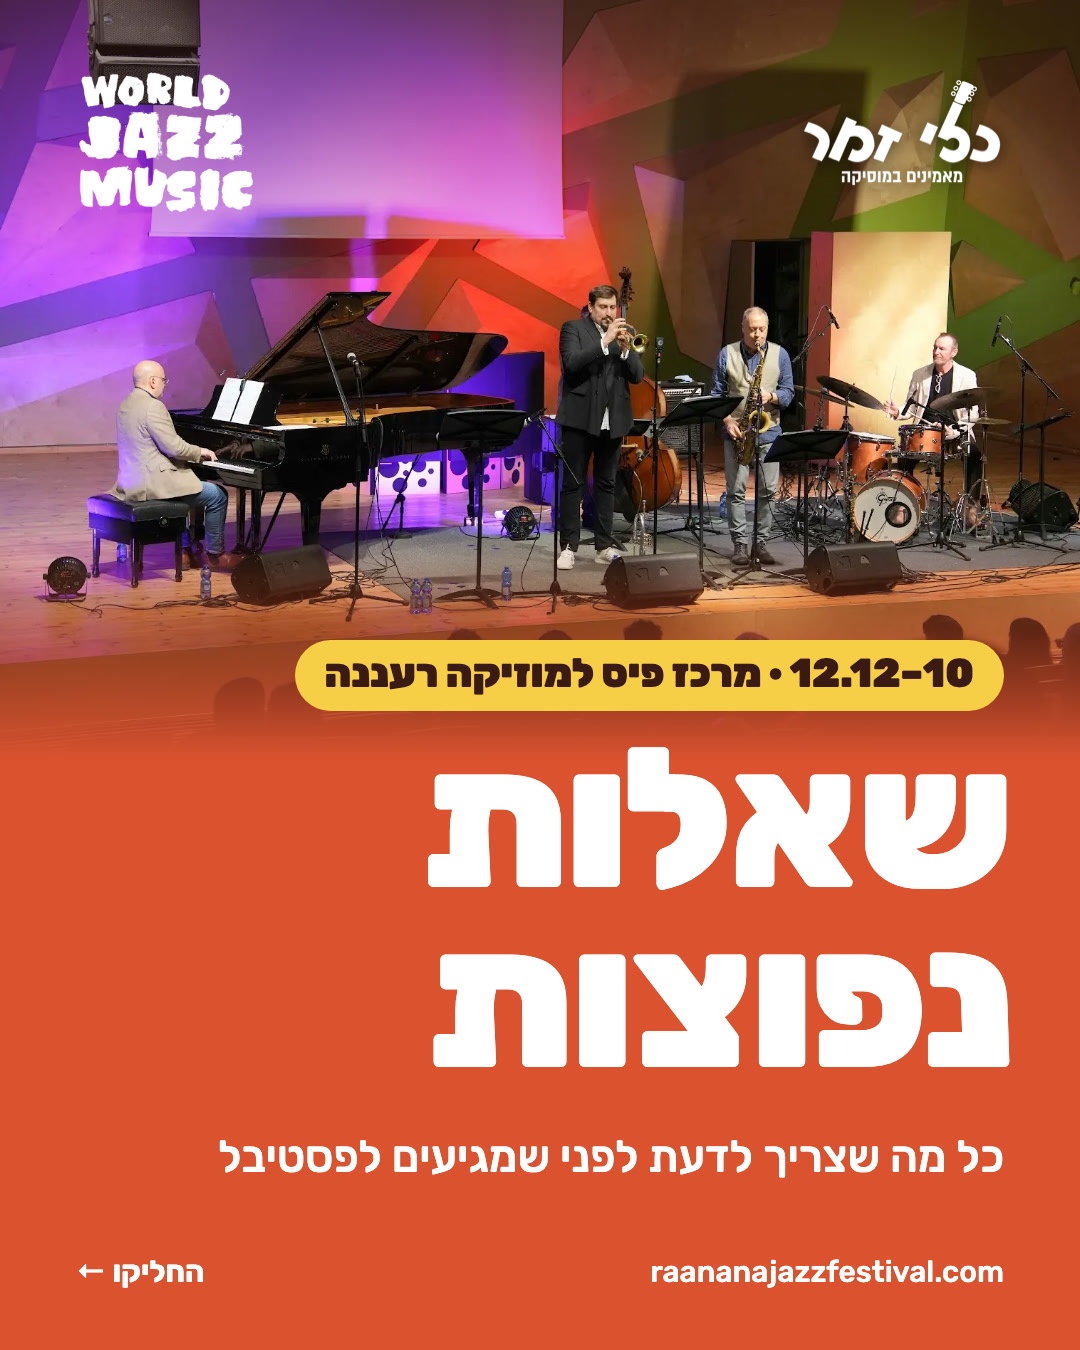 WORLD
JAZZ
MUSIC
כלי זמר
מאמינים במוסיקה
10-12.12 • מרכז פיס למוזיקה רעננה
שאלות
נפוצות
כל מה שצריך לדעת לפני שמגיעים לפסטיבל
raananajazzfestival.com
החליקו ←